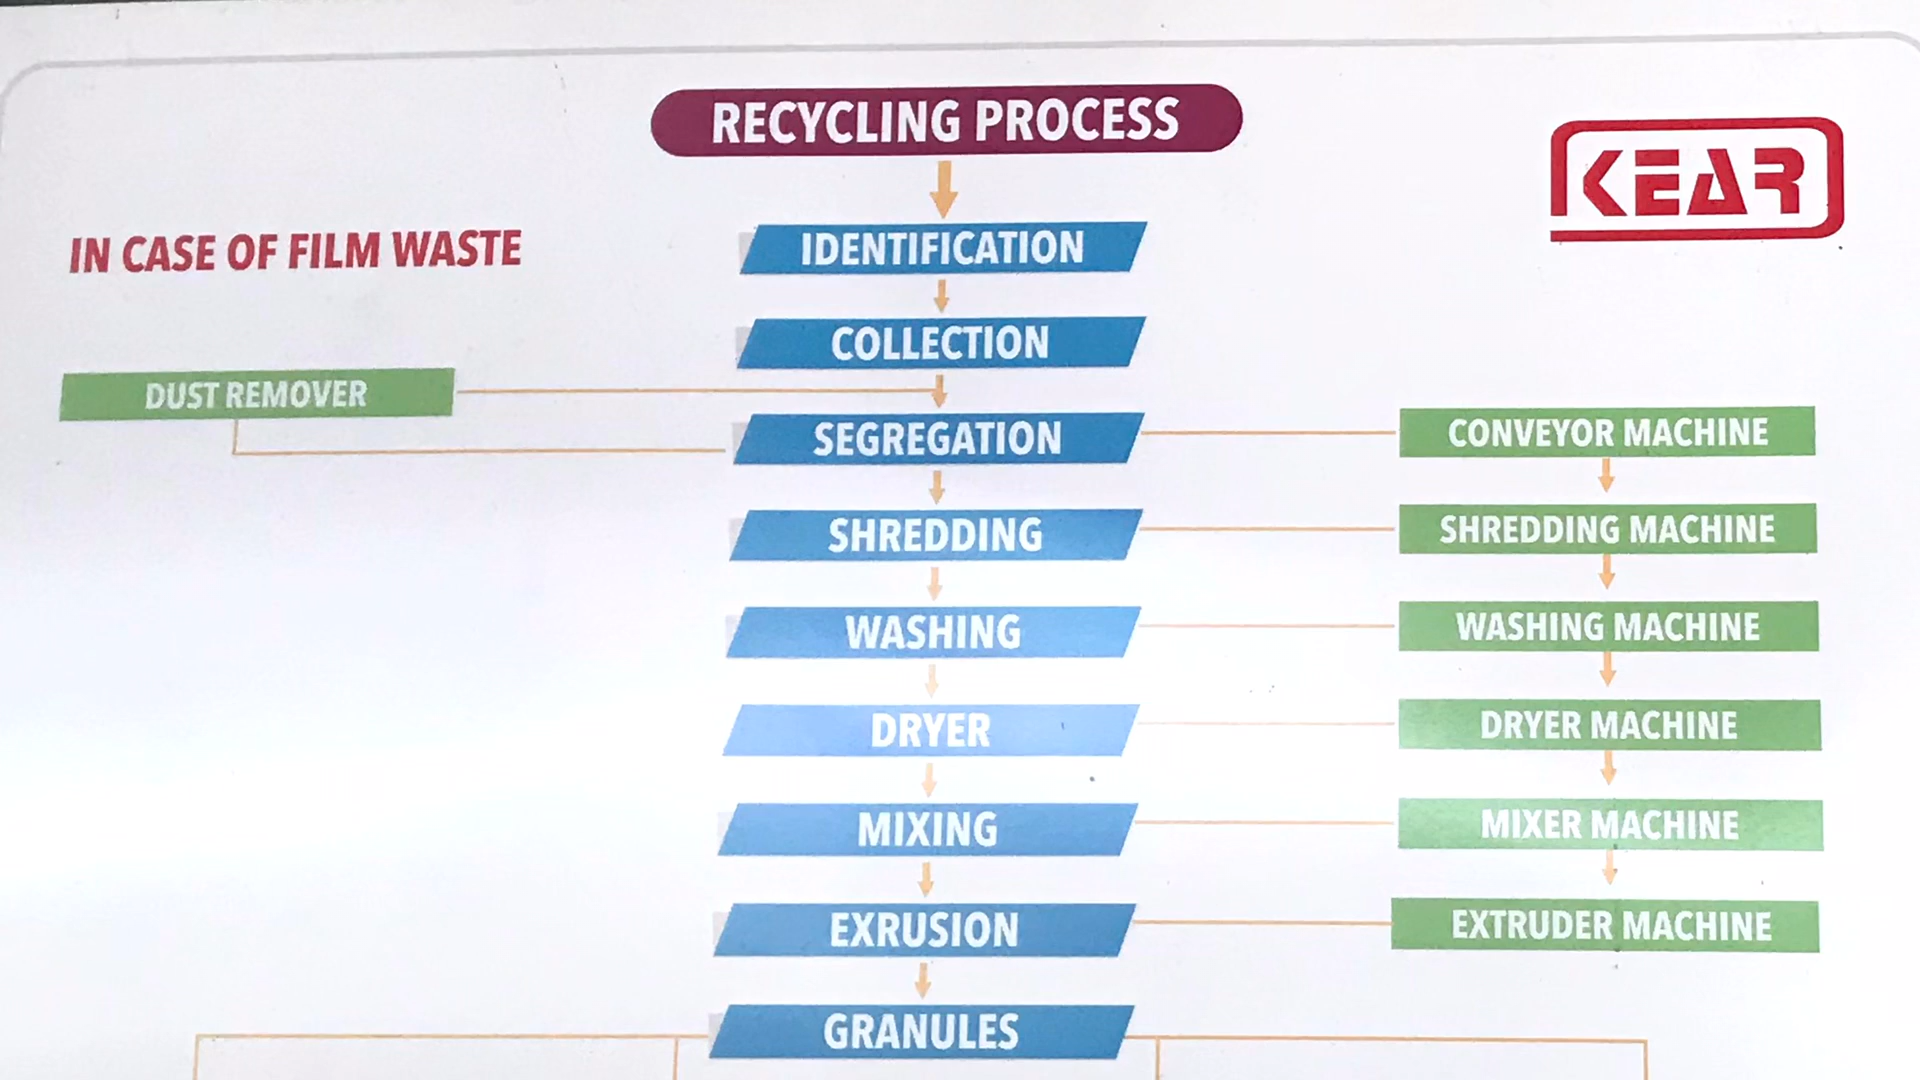 RECYCLING PROCESS
KEAR
IN CASE OF FILM WASTE
IDENTIFICATION
COLLECTION
DUST REMOVER
SEGREGATION
CONVEYOR MACHINE
SHREDDING
SHREDDING MACHINE
WASHING
WASHING MACHINE
DRYER
DRYER MACHINE
MIXING
MIXER MACHINE
EXRUSION
EXTRUDER MACHINE
GRANULES